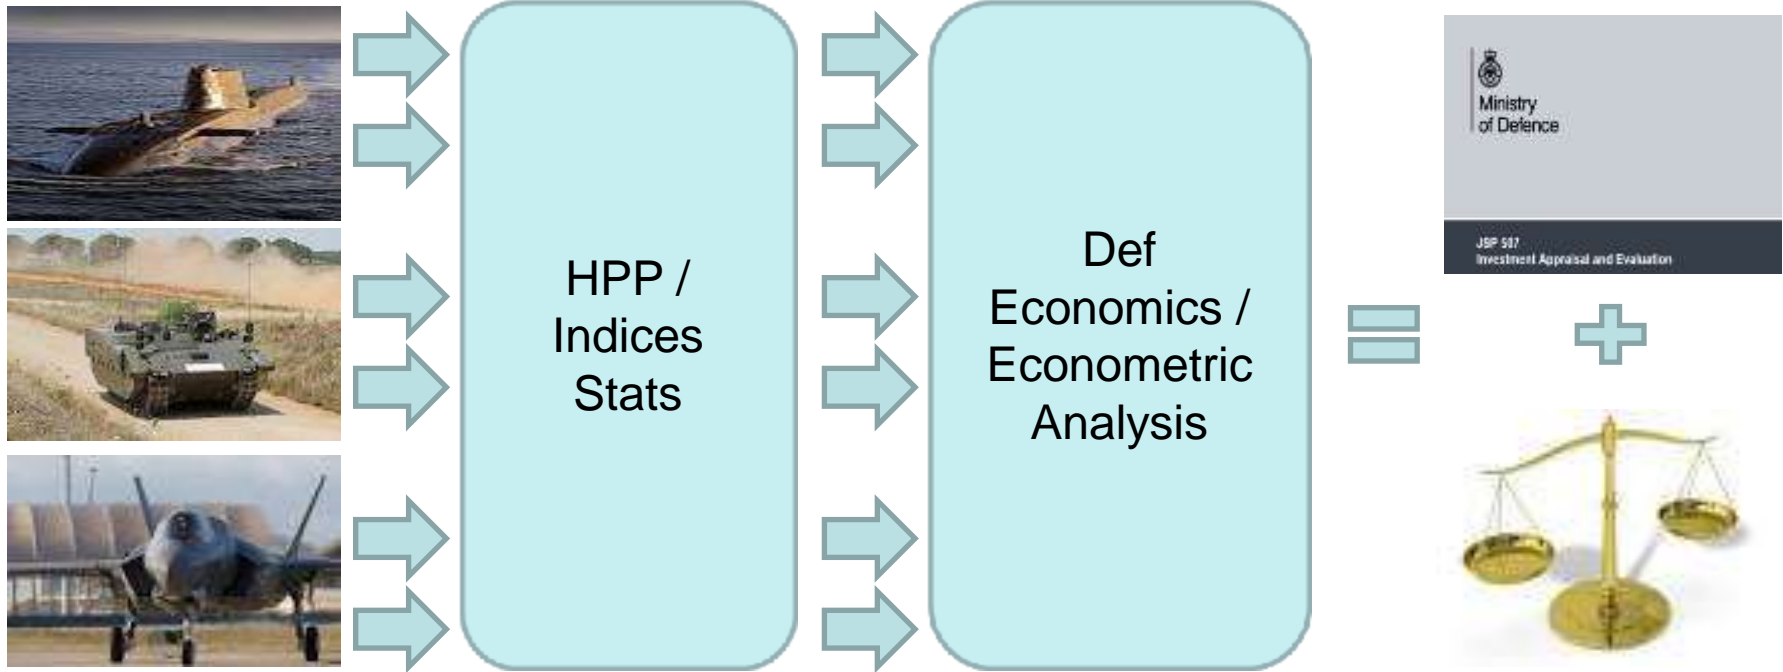 HPP /
Indices
Stats
Def
Economics /
Econometric
Analysis
Ministry
of Defence
JSP 507
Investment Appraisal and Evaluation